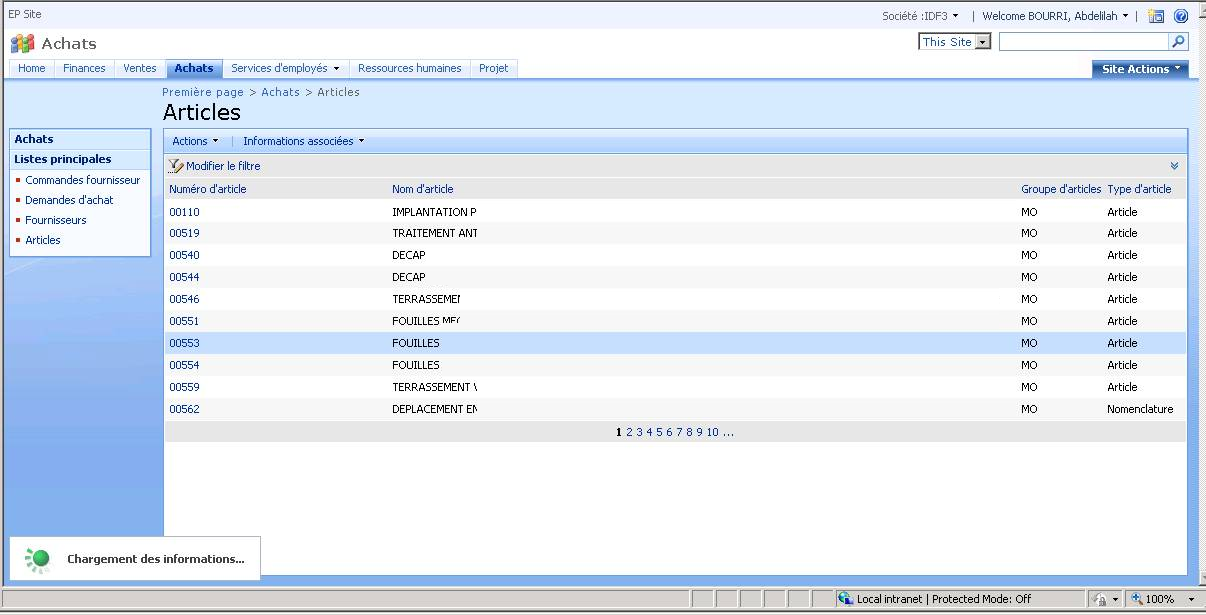 EP Site
Société :IDF3 | Welcome BOURRI, Abdelilah |
Achats
This Site
Home Finances Ventes Achats Services d'employés Ressources humaines Projet
Site Actions
Première page > Achats > Articles
Articles
Achats
Listes principales
Commandes fournisseur
Demandes d'achat
Fournisseurs
Articles
Actions | Informations associées
Modifier le filtre
Numéro d'article Nom d'article Groupe d'articles Type d'article
00110 IMPLANTATION P MO Article
00519 TRAITEMENT ANT MO Article
00540 DECAP MO Article
00544 DECAP MO Article
00546 TERRASSEMEN MO Article
00551 FOUILLES MO Article
00553 FOUILLES MO Article
00554 FOUILLES MO Article
00559 TERRASSEMENT MO Article
00562 DEPLACEMENT EN MO Nomenclature
1 2 3 4 5 6 7 8 9 10 ...
Chargement des informations...
Local intranet | Protected Mode: Off
100%